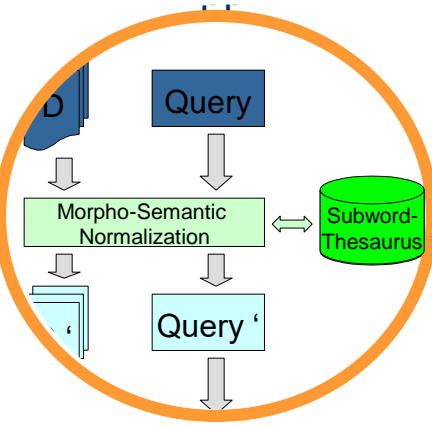 D
Query
Morpho-Semantic
Normalization
Subword-
Thesaurus
‘
Query ‘